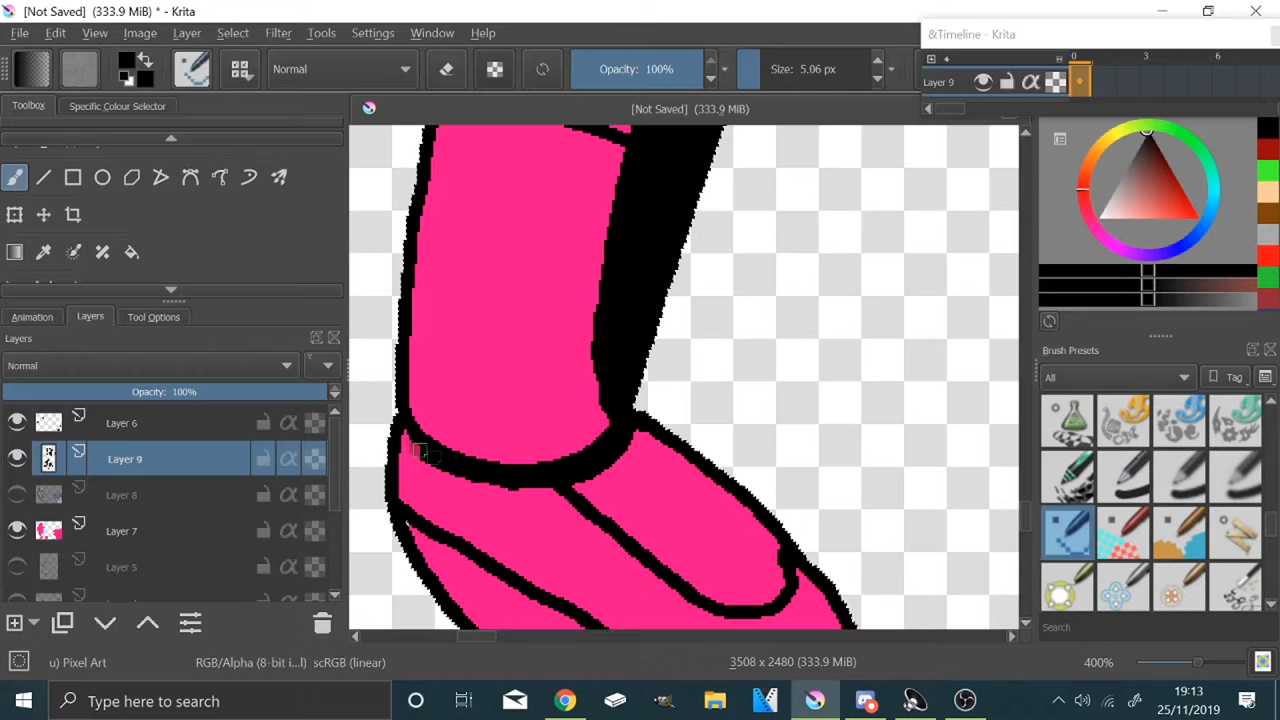 [Not Saved] (333.9 MiB) * - Krita
File Edit View Image Layer Select Filter Tools Settings Window Help
&Timeline - Krita
Normal
Opacity: 100%
Size: 5.06 px
0 3 6
Layer 9
Toolbox
Specific Colour Selector
[Not Saved] (333.9 MiB)
Animation
Layers
Tool Options
Layers
Normal
Opacity: 100%
Layer 6
Layer 9
Layer 8
Layer 7
Layer 5
Brush Presets
All
Tag
Search
u) Pixel Art
RGB/Alpha (8-bit i...l) scRGB (linear)
3508 x 2480 (333.9 MiB)
400%
Type here to search
19:13
25/11/2019